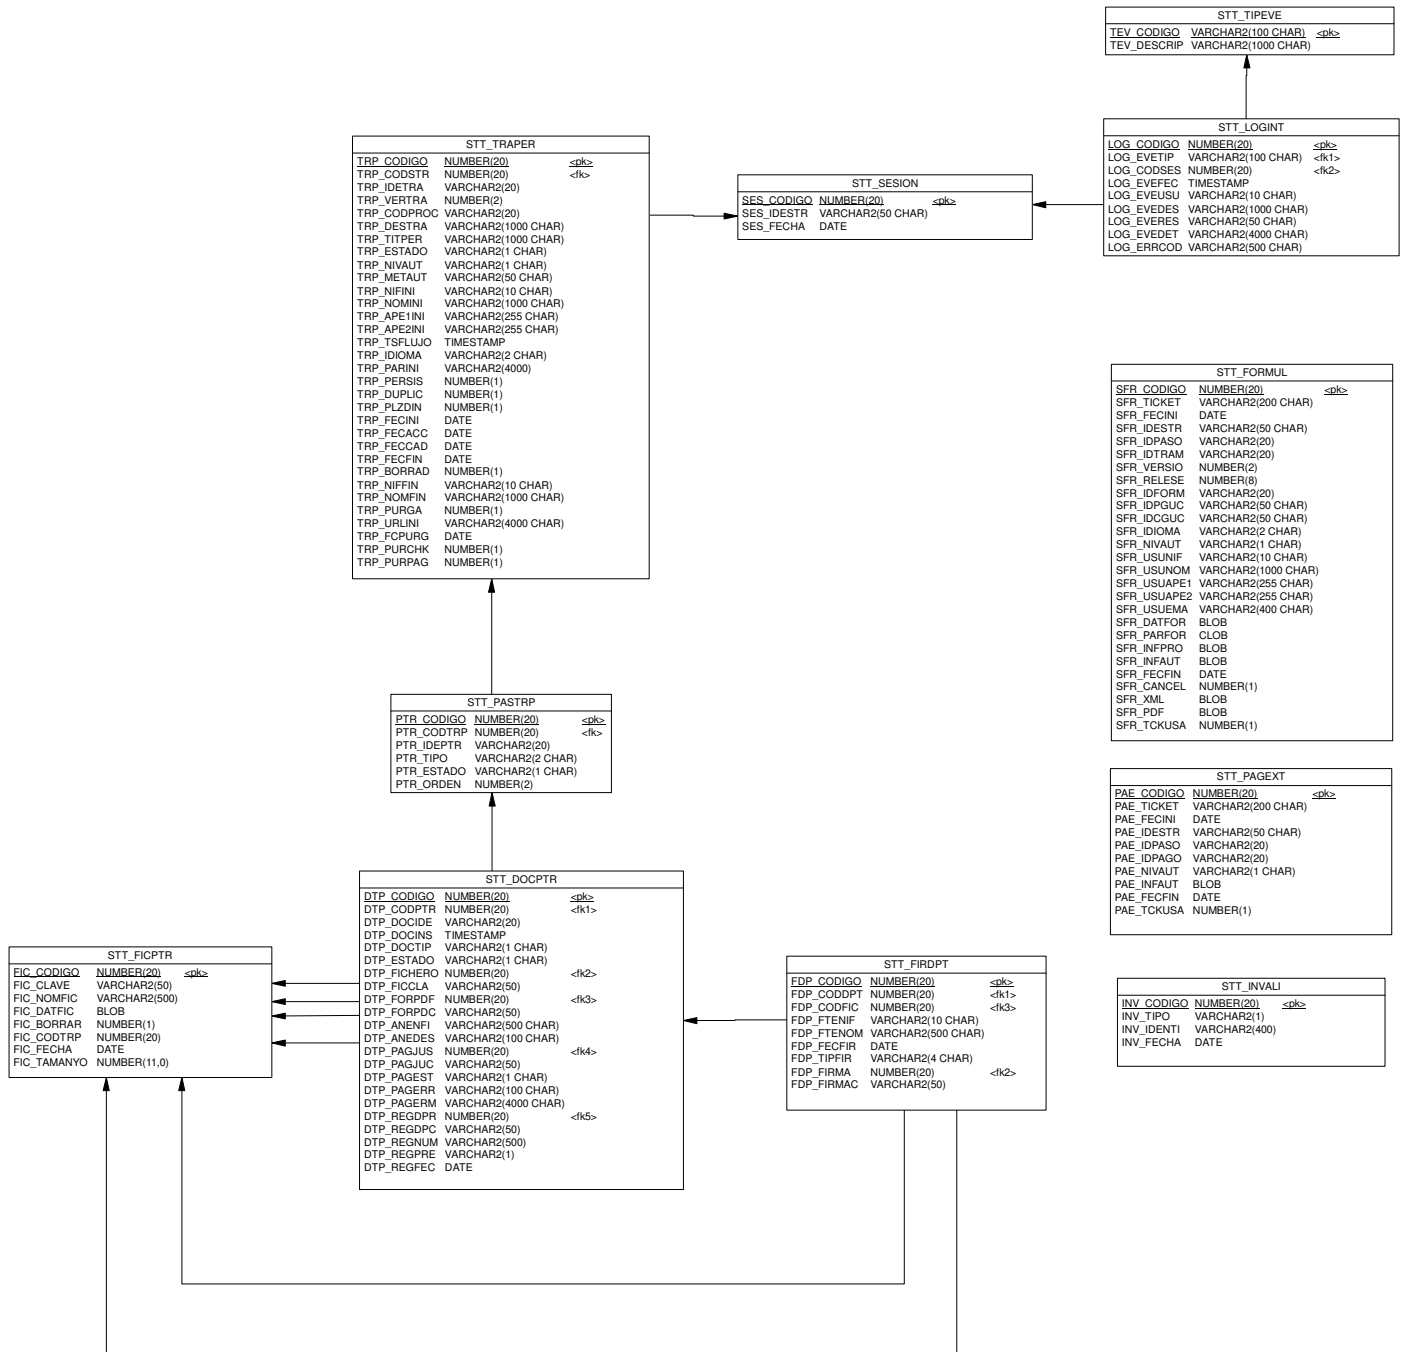 STT_TIPEVE
TEV_CODIGO VARCHAR2(100 CHAR) <pk>
TEV_DESCRIP VARCHAR2(1000 CHAR)
STT_LOGINT
LOG_CODIGO NUMBER(20) <pk>
LOG_EVETIP VARCHAR2(100 CHAR) <fk1>
LOG_CODSES NUMBER(20) <fk2>
LOG_EVEFEC TIMESTAMP
LOG_EVEUSU VARCHAR2(10 CHAR)
LOG_EVEDES VARCHAR2(1000 CHAR)
LOG_EVERES VARCHAR2(50 CHAR)
LOG_EVEDET VARCHAR2(4000 CHAR)
LOG_ERRCOD VARCHAR2(500 CHAR)
STT_TRAPER
TRP_CODIGO NUMBER(20) <pk>
TRP_CODSTR NUMBER(20) <fk>
TRP_IDETRA VARCHAR2(20)
TRP_VERTRA NUMBER(2)
TRP_CODPROC VARCHAR2(20)
TRP_DESTRA VARCHAR2(1000 CHAR)
TRP_TITPER VARCHAR2(1000 CHAR)
TRP_ESTADO VARCHAR2(1 CHAR)
TRP_NIVAUT VARCHAR2(1 CHAR)
TRP_METAUT VARCHAR2(50 CHAR)
TRP_NIFINI VARCHAR2(10 CHAR)
TRP_NOMINI VARCHAR2(1000 CHAR)
TRP_APE1INI VARCHAR2(255 CHAR)
TRP_APE2INI VARCHAR2(255 CHAR)
TRP_TSFLUJO TIMESTAMP
TRP_IDIOMA VARCHAR2(2 CHAR)
TRP_PARINI VARCHAR2(4000)
TRP_PERSIS NUMBER(1)
TRP_DUPLIC NUMBER(1)
TRP_PLZDIN NUMBER(1)
TRP_FECINI DATE
TRP_FECACC DATE
TRP_FECCAD DATE
TRP_FECFIN DATE
TRP_BORRAD NUMBER(1)
TRP_NIFFIN VARCHAR2(10 CHAR)
TRP_NOMFIN VARCHAR2(1000 CHAR)
TRP_PURGA NUMBER(1)
TRP_URLINI VARCHAR2(4000 CHAR)
TRP_FCPURG DATE
TRP_PURCHK NUMBER(1)
TRP_PURPAG NUMBER(1)
STT_SESION
SES_CODIGO NUMBER(20) <pk>
SES_IDESTR VARCHAR2(50 CHAR)
SES_FECHA DATE
STT_FORMUL
SFR_CODIGO NUMBER(20) <pk>
SFR_TICKET VARCHAR2(200 CHAR)
SFR_FECINI DATE
SFR_IDESTR VARCHAR2(50 CHAR)
SFR_IDPASO VARCHAR2(20)
SFR_IDTRAM VARCHAR2(20)
SFR_VERSIO NUMBER(2)
SFR_RELESE NUMBER(8)
SFR_IDFORM VARCHAR2(20)
SFR_IDPGUC VARCHAR2(50 CHAR)
SFR_IDCGUC VARCHAR2(50 CHAR)
SFR_IDIOMA VARCHAR2(2 CHAR)
SFR_NIVAUT VARCHAR2(1 CHAR)
SFR_USUNIF VARCHAR2(10 CHAR)
SFR_USUNOM VARCHAR2(1000 CHAR)
SFR_USUAPE1 VARCHAR2(255 CHAR)
SFR_USUAPE2 VARCHAR2(255 CHAR)
SFR_USUEMA VARCHAR2(400 CHAR)
SFR_DATFOR BLOB
SFR_PARFOR CLOB
SFR_INFPRO BLOB
SFR_INFAUT BLOB
SFR_FECFIN DATE
SFR_CANCEL NUMBER(1)
SFR_XML BLOB
SFR_PDF BLOB
SFR_TCKUSA NUMBER(1)
STT_PASTRP
PTR_CODIGO NUMBER(20) <pk>
PTR_CODTRP NUMBER(20) <fk>
PTR_IDEPTR VARCHAR2(20)
PTR_TIPO VARCHAR2(2 CHAR)
PTR_ESTADO VARCHAR2(1 CHAR)
PTR_ORDEN NUMBER(2)
STT_PAGEXT
PAE_CODIGO NUMBER(20) <pk>
PAE_TICKET VARCHAR2(200 CHAR)
PAE_FECINI DATE
PAE_IDESTR VARCHAR2(50 CHAR)
PAE_IDPASO VARCHAR2(20)
PAE_IDPAGO VARCHAR2(20)
PAE_NIVAUT VARCHAR2(1 CHAR)
PAE_INFAUT BLOB
PAE_FECFIN DATE
PAE_TCKUSA NUMBER(1)
STT_DOCPTR
DTP_CODIGO NUMBER(20) <pk>
DTP_CODPTR NUMBER(20) <fk1>
DTP_DOCIDE VARCHAR2(20)
DTP_DOCINS TIMESTAMP
DTP_DOCTIP VARCHAR2(1 CHAR)
DTP_ESTADO VARCHAR2(1 CHAR)
DTP_FICHERO NUMBER(20) <fk2>
DTP_FICCLA VARCHAR2(50)
DTP_FORPDF NUMBER(20) <fk3>
DTP_FORPDC VARCHAR2(50)
DTP_ANENFI VARCHAR2(500 CHAR)
DTP_ANEDES VARCHAR2(100 CHAR)
DTP_PAGJUS NUMBER(20) <fk4>
DTP_PAGJUC VARCHAR2(50)
DTP_PAGEST VARCHAR2(1 CHAR)
DTP_PAGERR VARCHAR2(100 CHAR)
DTP_PAGERM VARCHAR2(4000 CHAR)
DTP_REGDPR NUMBER(20) <fk5>
DTP_REGDPC VARCHAR2(50)
DTP_REGNUM VARCHAR2(500)
DTP_REGPRE VARCHAR2(1)
DTP_REGFEC DATE
STT_FICPTR
FIC_CODIGO NUMBER(20) <pk>
FIC_CLAVE VARCHAR2(50)
FIC_NOMFIC VARCHAR2(500)
FIC_DATFIC BLOB
FIC_BORRAR NUMBER(1)
FIC_CODTRP NUMBER(20)
FIC_FECHA DATE
FIC_TAMANYO NUMBER(11,0)
STT_FIRDPT
FDP_CODIGO NUMBER(20) <pk>
FDP_CODDPT NUMBER(20) <fk1>
FDP_CODFIC NUMBER(20) <fk3>
FDP_FTENIF VARCHAR2(10 CHAR)
FDP_FTENOM VARCHAR2(500 CHAR)
FDP_FECFIR DATE
FDP_TIPFIR VARCHAR2(4 CHAR)
FDP_FIRMA NUMBER(20) <fk2>
FDP_FIRMAC VARCHAR2(50)
STT_INVALI
INV_CODIGO NUMBER(20) <pk>
INV_TIPO VARCHAR2(1)
INV_IDENTI VARCHAR2(400)
INV_FECHA DATE